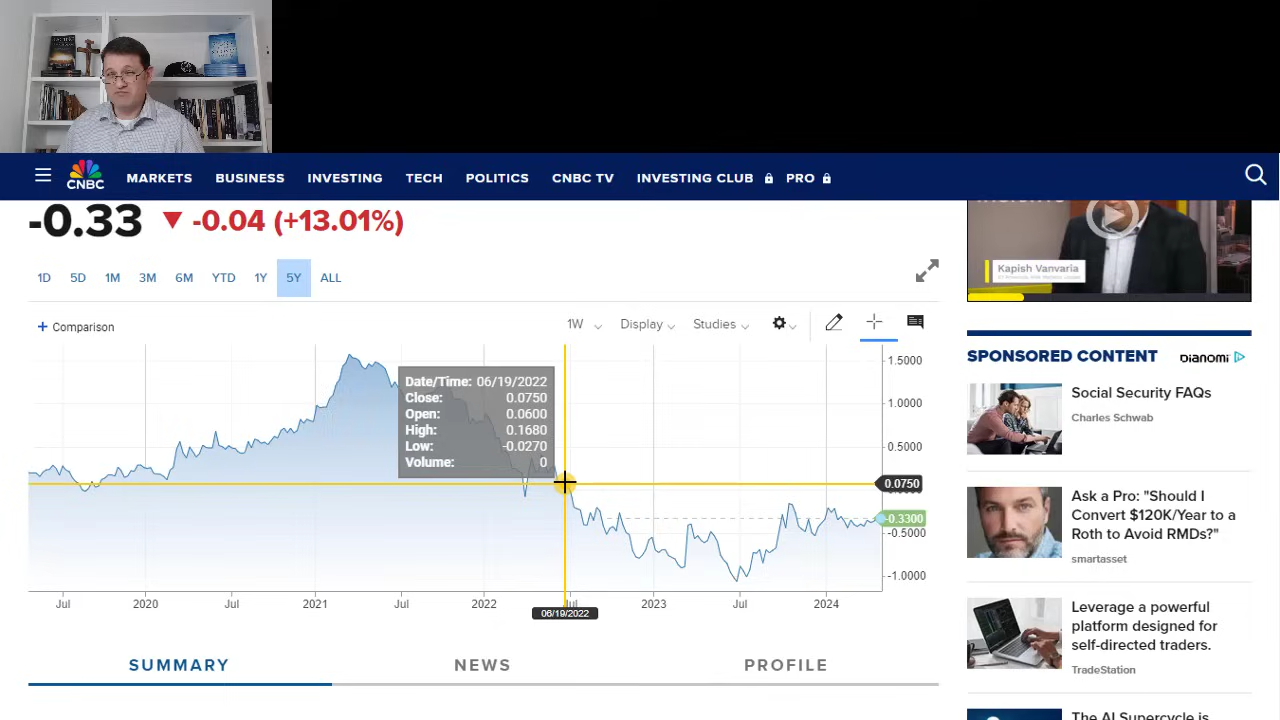 CNBC
MARKETS BUSINESS INVESTING TECH POLITICS CNBC TV INVESTING CLUB PRO
-0.33 ▼ -0.04 (+13.01%)
1D 5D 1M 3M 6M YTD 1Y 5Y ALL
+ Comparison
1W Display Studies
Date/Time: 06/19/2022
Close: 0.0750
Open: 0.0600
High: 0.1680
Low: -0.0270
Volume: 0
1.5000
1.0000
0.5000
0.0750
-0.3300
-0.5000
-1.0000
Jul 2020 Jul 2021 Jul 2022 Jul 2023 Jul 2024
06/19/2022
SUMMARY NEWS PROFILE
Kapish Vanvaria
SPONSORED CONTENT
DIANOMI
Social Security FAQs
Charles Schwab
Ask a Pro: "Should I
Convert $120K/Year to a
Roth to Avoid RMDs?"
smartasset
Leverage a powerful
platform designed for
self-directed traders.
TradeStation
The AI Supercycle is